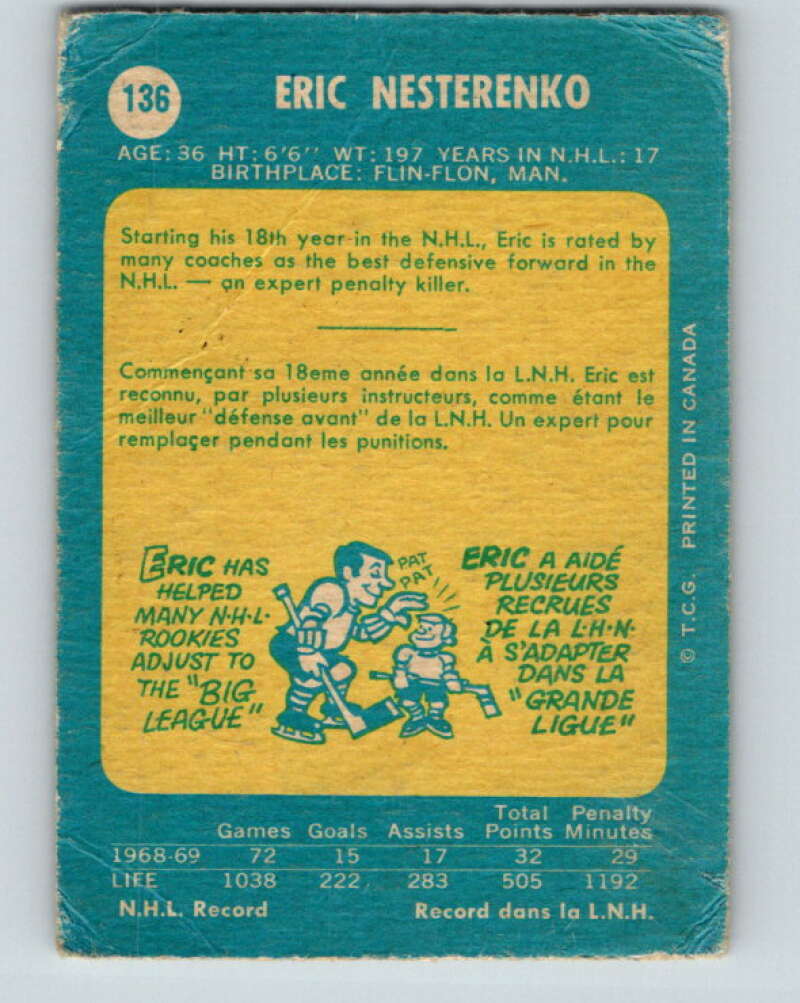 136
ERIC NESTERENKO
AGE: 36 HT: 6'6'' WT: 197 YEARS IN N.H.L.: 17
BIRTHPLACE: FLIN-FLON, MAN.
Starting his 18th year in the N.H.L., Eric is rated by
many coaches as the best defensive forward in the
N.H.L. — an expert penalty killer.
Commençant sa 18eme année dans la L.N.H. Eric est
reconnu, par plusieurs instructeurs, comme étant le
meilleur "défense avant" de la L.N.H. Un expert pour
remplaçer pendant les punitions.
ERIC HAS
HELPED
MANY N·H·L·
ROOKIES
ADJUST TO
THE "BIG
LEAGUE"
PAT
PAT
ERIC A AIDÉ
PLUSIEURS
RECRUES
DE LA L·H·N·
À S'ADAPTER
DANS LA
"GRANDE
LIGUE"
© T.C.G. PRINTED IN CANADA
Total Penalty
Games Goals Assists Points Minutes
1968-69 72 15 17 32 29
LIFE 1038 222 283 505 1192
N.H.L. Record Record dans la L.N.H.